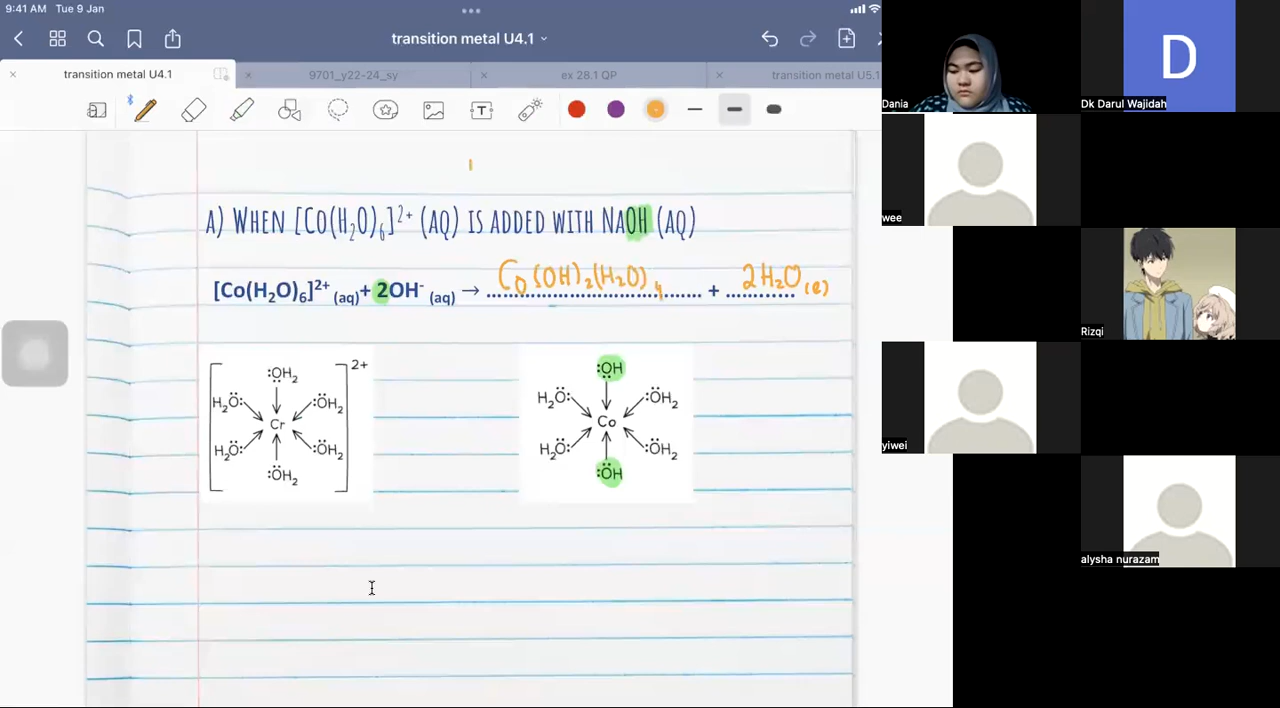 9:41 AM Tue 9 Jan
transition metal U4.1
transition metal U4.1
9701_y22-24_sy
ex 28.1 QP
transition metal U5.1
A) WHEN [CO(H₂O)₆]²⁺ (AQ) IS ADDED WITH NAOH (AQ)
[Co(H₂O)₆]²⁺ (aq)+ 2OH⁻ (aq) → Co(OH)₂(H₂O)₄ + 2H₂O(l)
[ ]2+
:ÖH₂
H₂Ö: :ÖH₂
Cr
H₂Ö: :ÖH₂
:ÖH₂
:ÖH
H₂Ö: :ÖH₂
Co
H₂Ö: :ÖH₂
:ÖH
Dania
D
Dk Darul Wajidah
wee
Rizqi
yiwei
alysha nurazam